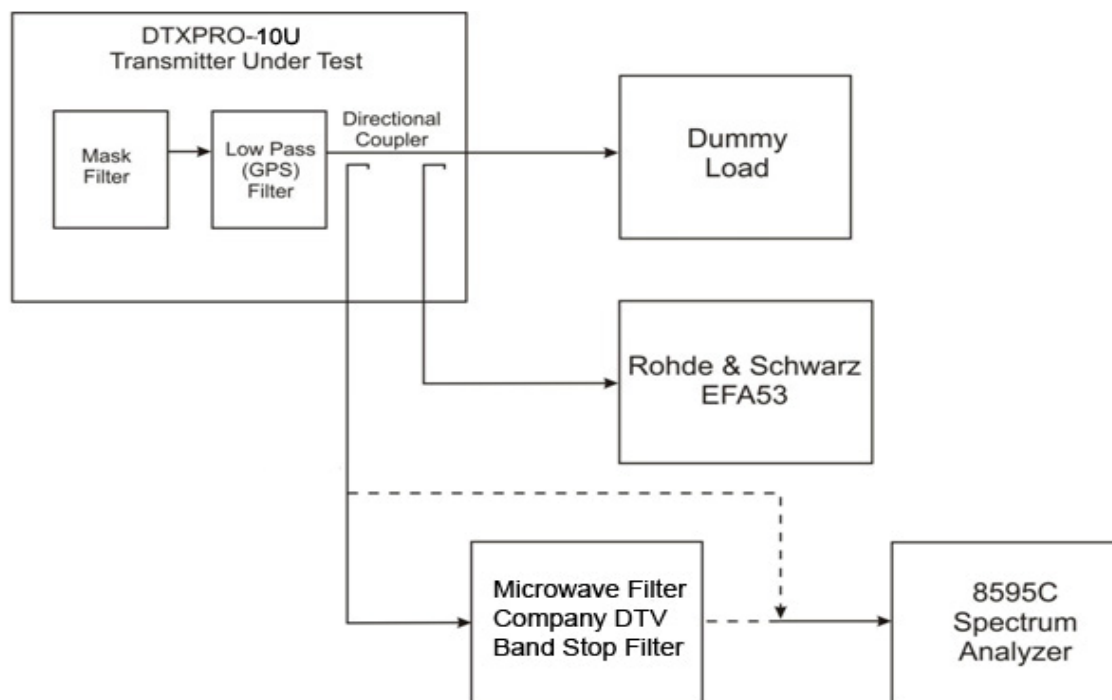 DTXPRO-10U
Transmitter Under Test
Mask
Filter
Low Pass
(GPS)
Filter
Directional
Coupler
Dummy
Load
Rohde & Schwarz
EFA53
Microwave Filter
Company DTV
Band Stop Filter
8595C
Spectrum
Analyzer